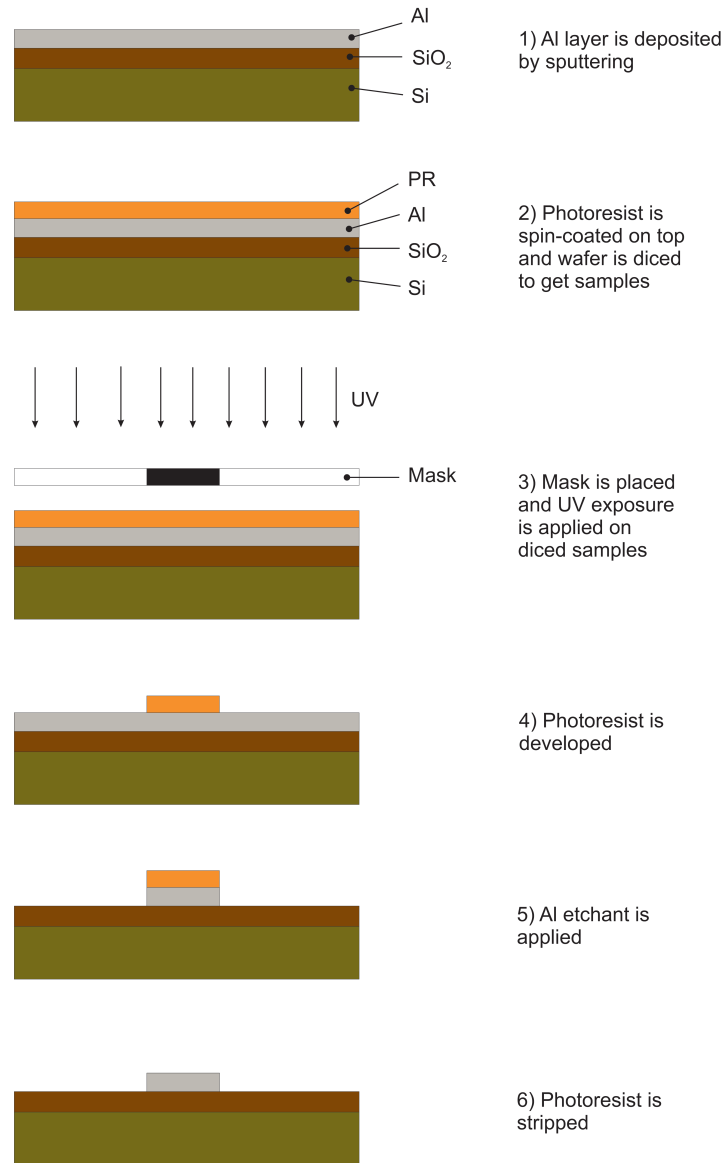 Al
SiO₂
Si
1) Al layer is deposited
by sputtering
PR
Al
SiO₂
Si
2) Photoresist is
spin-coated on top
and wafer is diced
to get samples
UV
Mask
3) Mask is placed
and UV exposure
is applied on
diced samples
4) Photoresist is
developed
5) Al etchant is
applied
6) Photoresist is
stripped